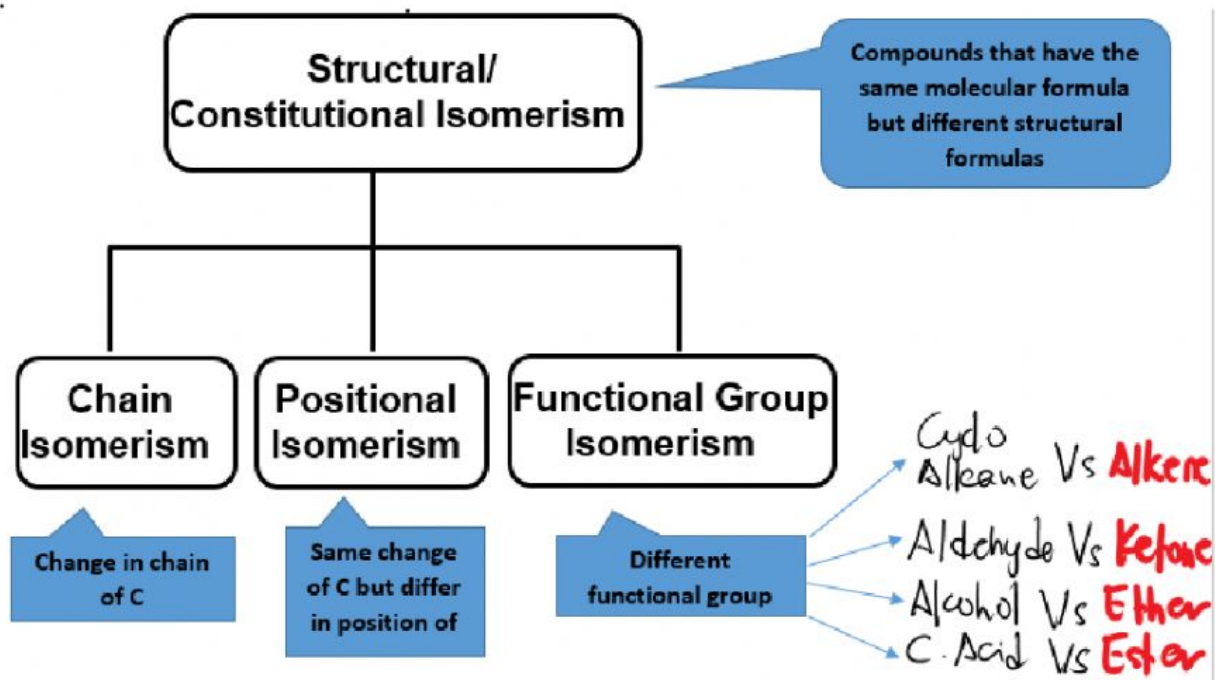 Structural/
Constitutional Isomerism
Compounds that have the
same molecular formula
but different structural
formulas
Chain
Isomerism
Positional
Isomerism
Functional Group
Isomerism
Change in chain
of C
Same change
of C but differ
in position of
Different
functional group
Cyclo
Alkane Vs Alkene
Aldehyde Vs Ketone
Alcohol Vs Ether
C. Acid Vs Ester